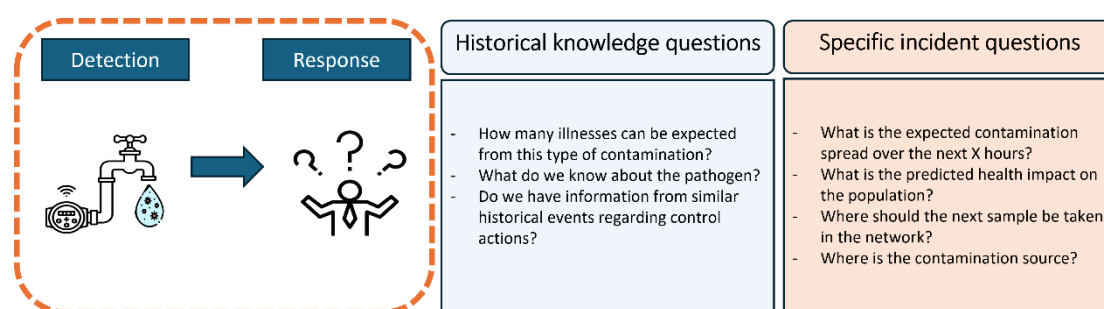 Detection
Response
? ? ?
Historical knowledge questions
- How many illnesses can be expected
from this type of contamination?
- What do we know about the pathogen?
- Do we have information from similar
historical events regarding control
actions?
Specific incident questions
- What is the expected contamination
spread over the next X hours?
- What is the predicted health impact on
the population?
- Where should the next sample be taken
in the network?
- Where is the contamination source?